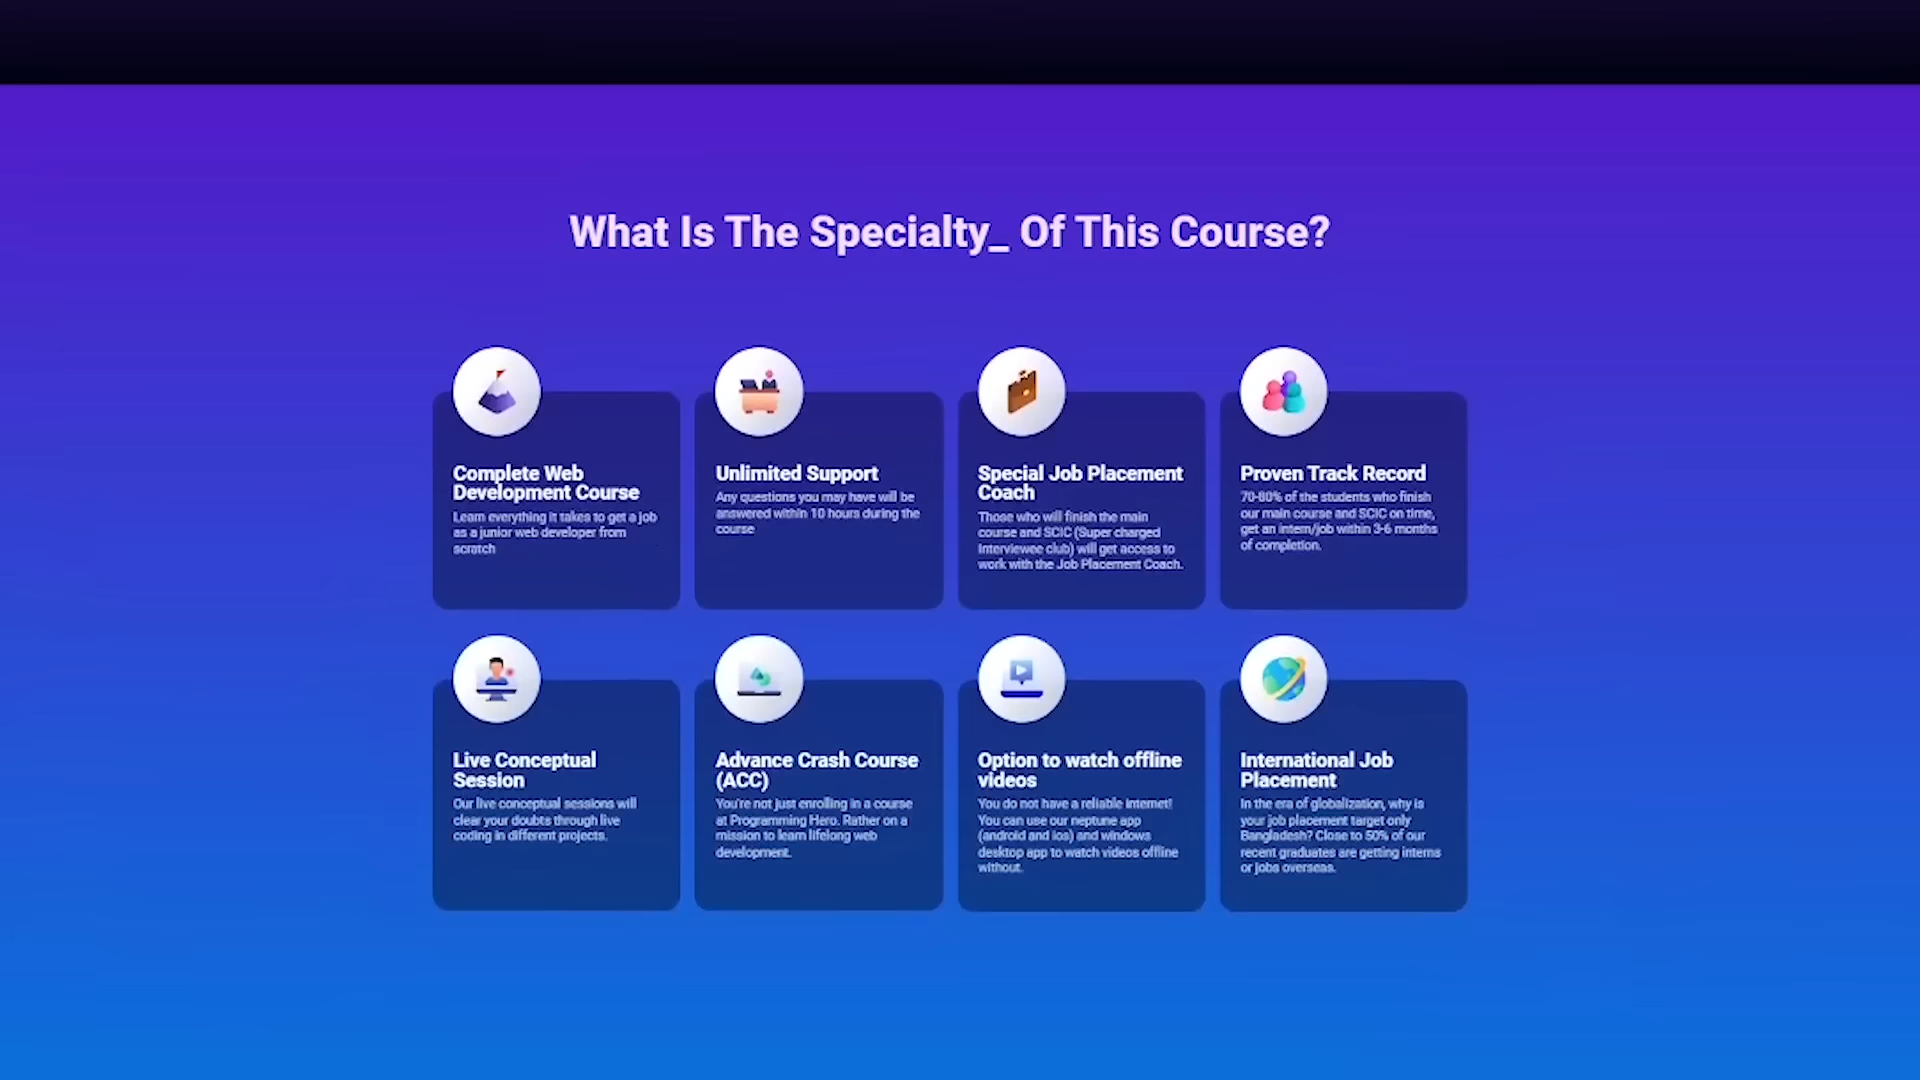 What Is The Specialty_ Of This Course?
Complete Web
Development Course
Learn everything it takes to get a job
as a junior web developer from
scratch
Unlimited Support
Any questions you may have will be
answered within 10 hours during the
course
Special Job Placement
Coach
Those who will finish the main
course and SCIC (Super charged
Interviewee club) will get access to
work with the Job Placement Coach.
Proven Track Record
70-80% of the students who finish
our main course and SCIC on time,
get an intern/job within 3-6 months
of completion.
Live Conceptual
Session
Our live conceptual sessions will
clear your doubts through live
coding in different projects.
Advance Crash Course
(ACC)
You're not just enrolling in a course
at Programming Hero. Rather on a
mission to learn lifelong web
development.
Option to watch offline
videos
You do not have a reliable internet!
You can use our neptune app
(android and ios) and windows
desktop app to watch videos offline
without.
International Job
Placement
In the era of globalization, why is
your job placement target only
Bangladesh? Close to 50% of our
recent graduates are getting interns
or jobs overseas.